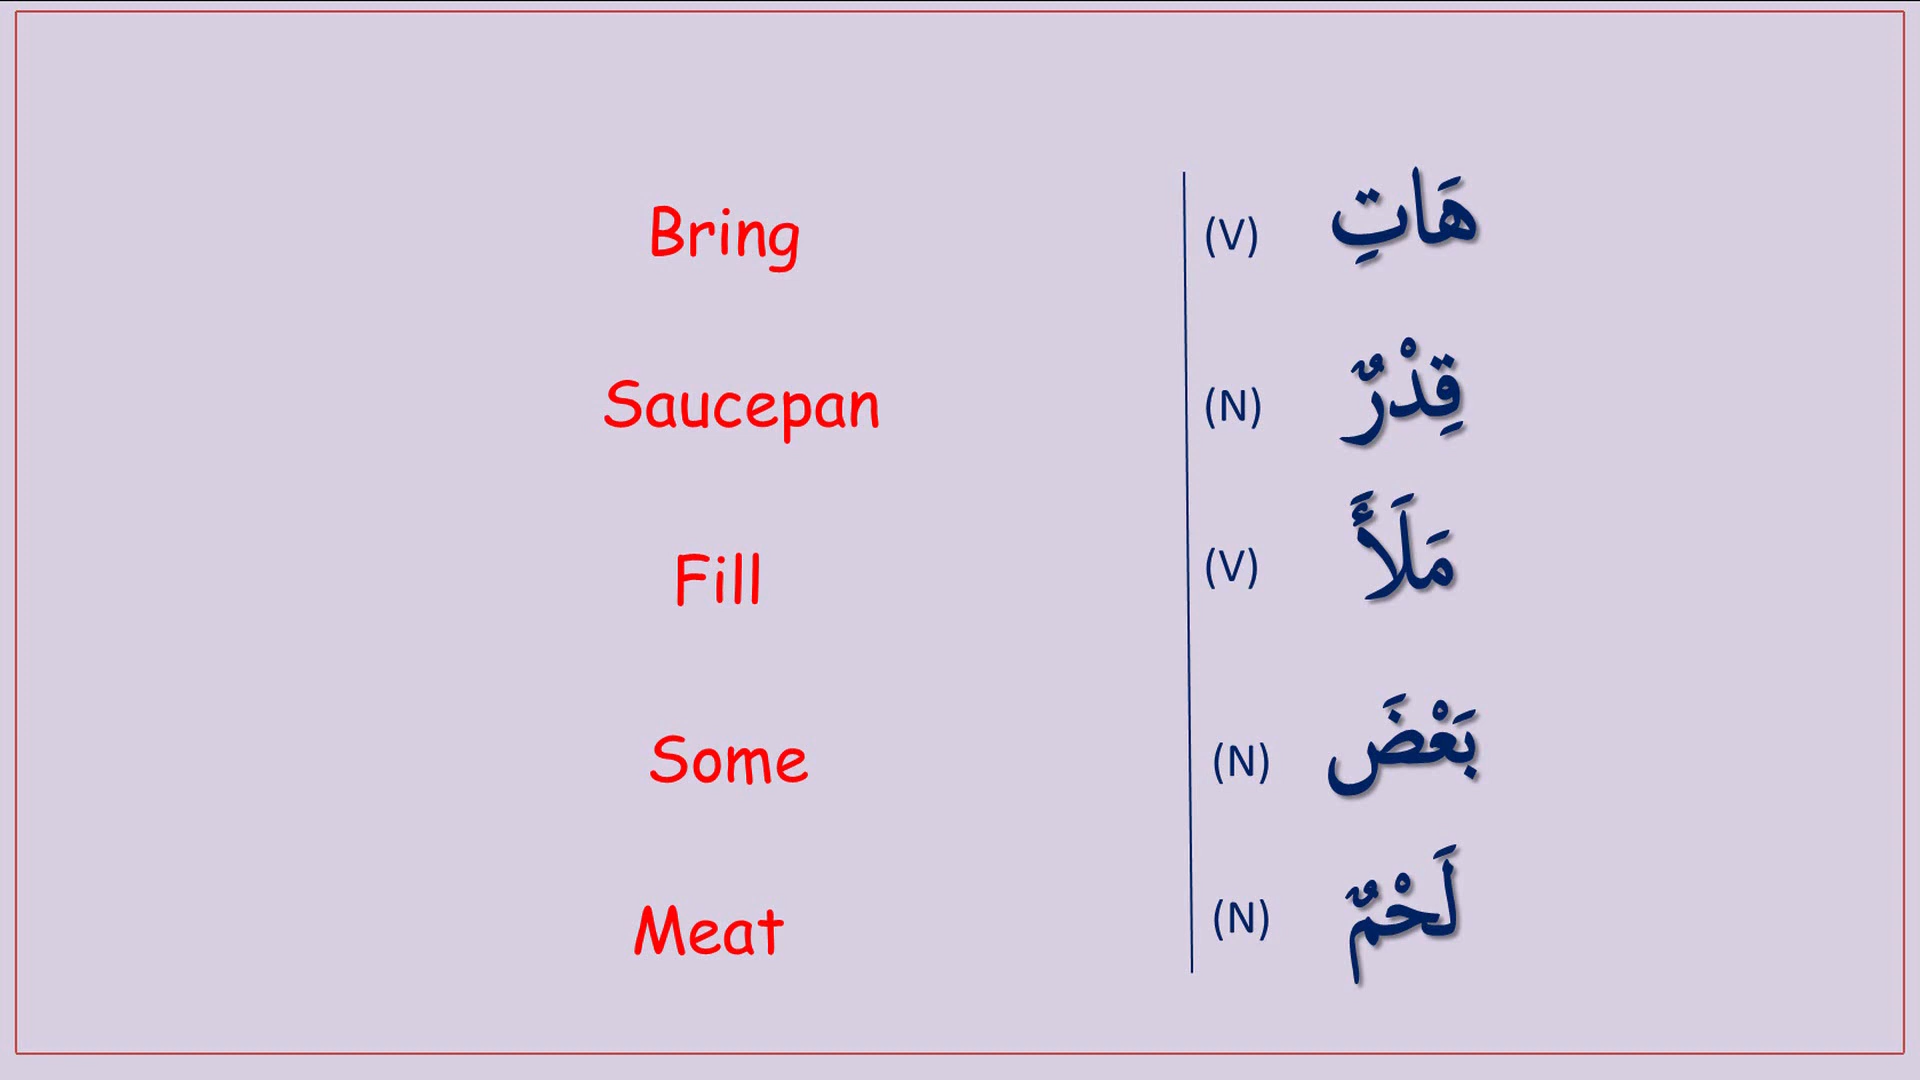 Bring (V) هَاتِ
Saucepan (N) قِدْرٌ
Fill (V) مَلَأَ
Some (N) بَعْضَ
Meat (N) لَحْمٌ